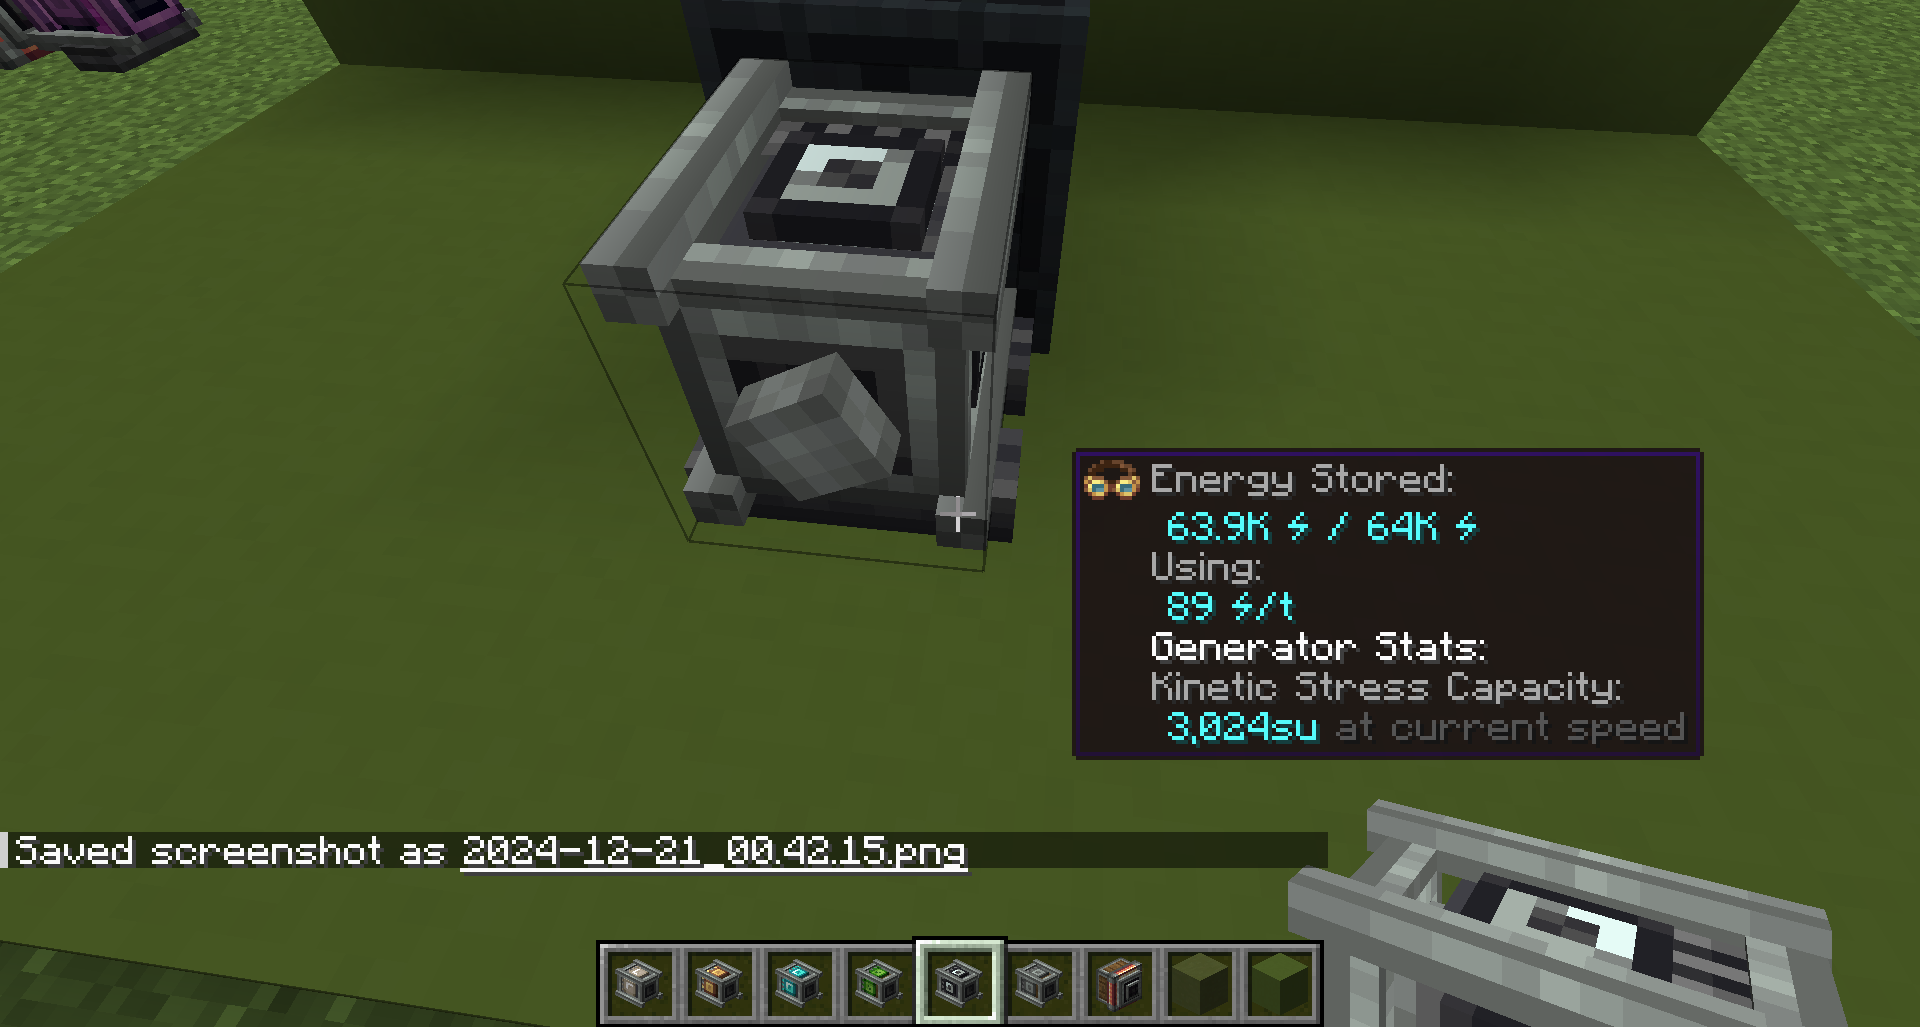 Energy Stored:
63.9K ⚡ / 64K ⚡
Using:
89 ⚡/t
Generator Stats:
Kinetic Stress Capacity:
3,024su at current speed
Saved screenshot as 2024-12-21_00.42.15.png